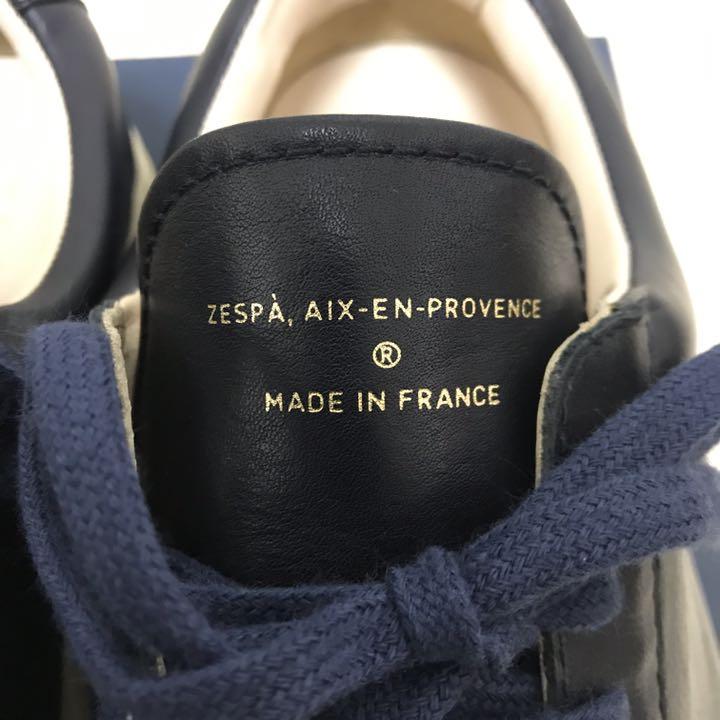 ZESPÀ, AIX-EN-PROVENCE
®
MADE IN FRANCE